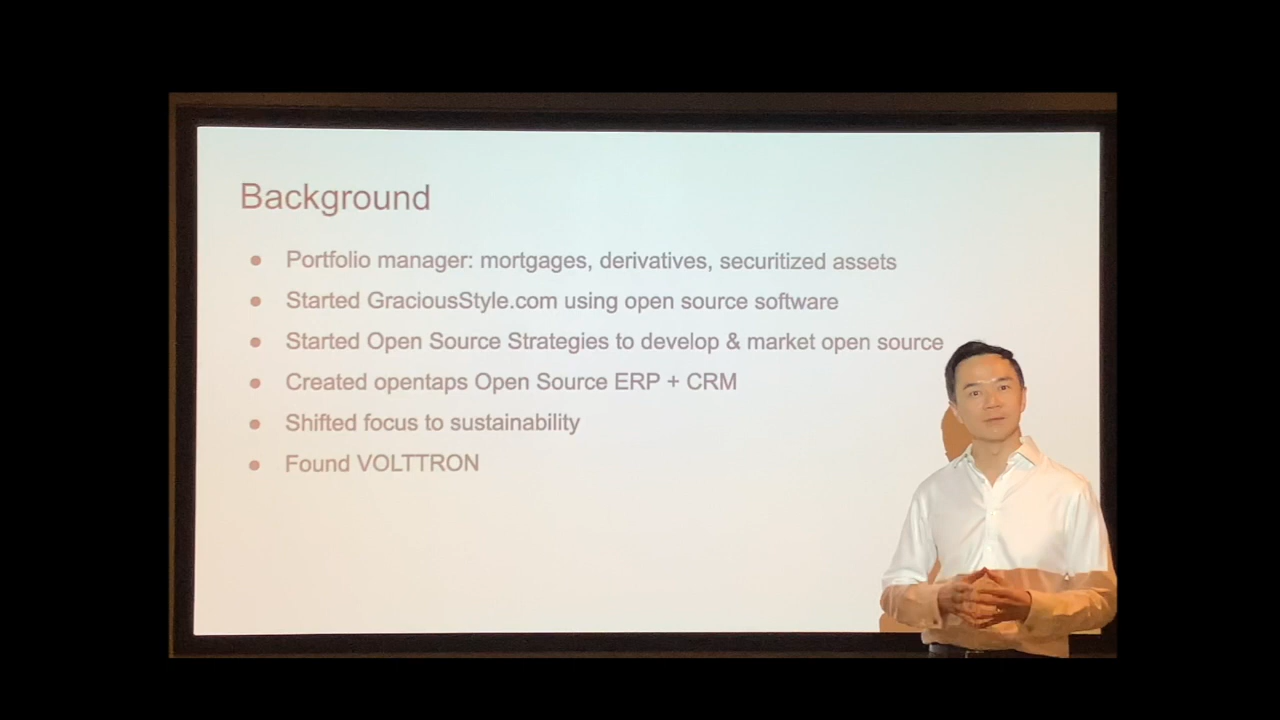 Background
● Portfolio manager: mortgages, derivatives, securitized assets
● Started GraciousStyle.com using open source software
● Started Open Source Strategies to develop & market open source
● Created opentaps Open Source ERP + CRM
● Shifted focus to sustainability
● Found VOLTTRON